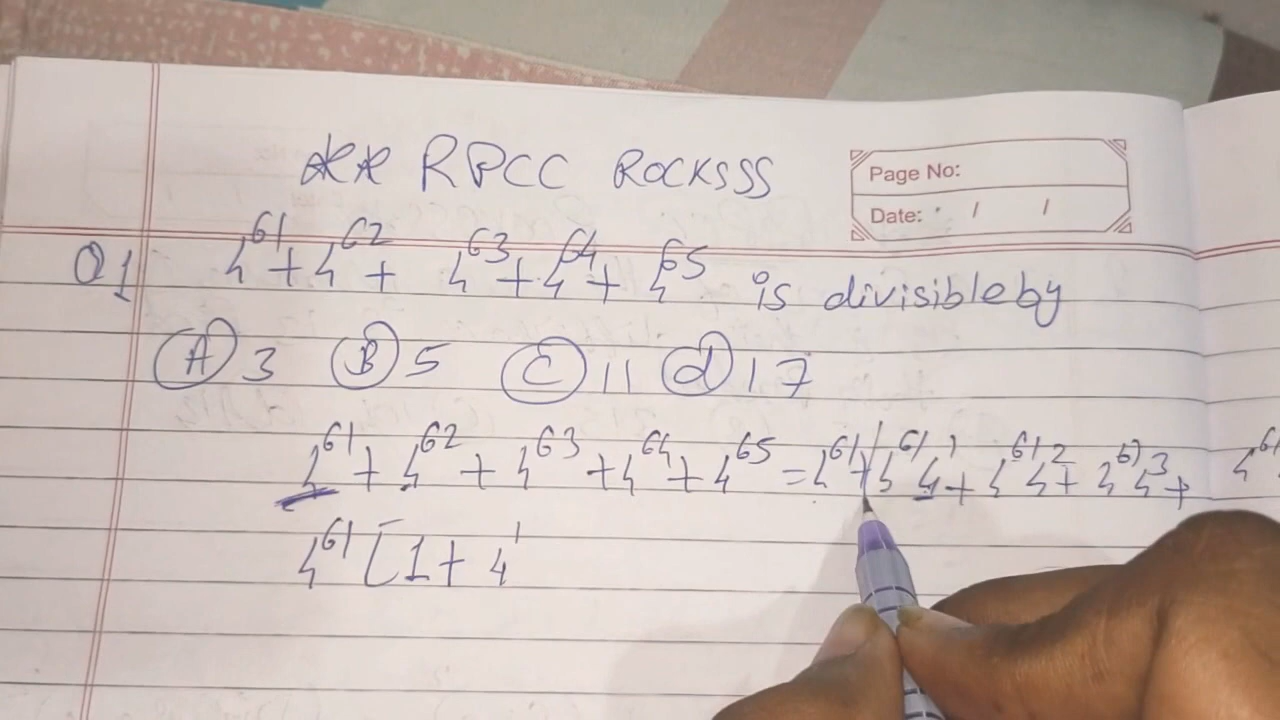 RPCC ROCKSSS
Page No:
Date: / /
Q1 4^61 + 4^62 + 4^63 + 4^64 + 4^65 is divisible by
(A) 3 (B) 5 (C) 11 (d) 17
4^61 + 4^62 + 4^63 + 4^64 + 4^65 = 4^61 + 4^61 4^1 + 4^61 4^2 + 4^61 4^3 + 4^61
4^61 [1 + 4^1